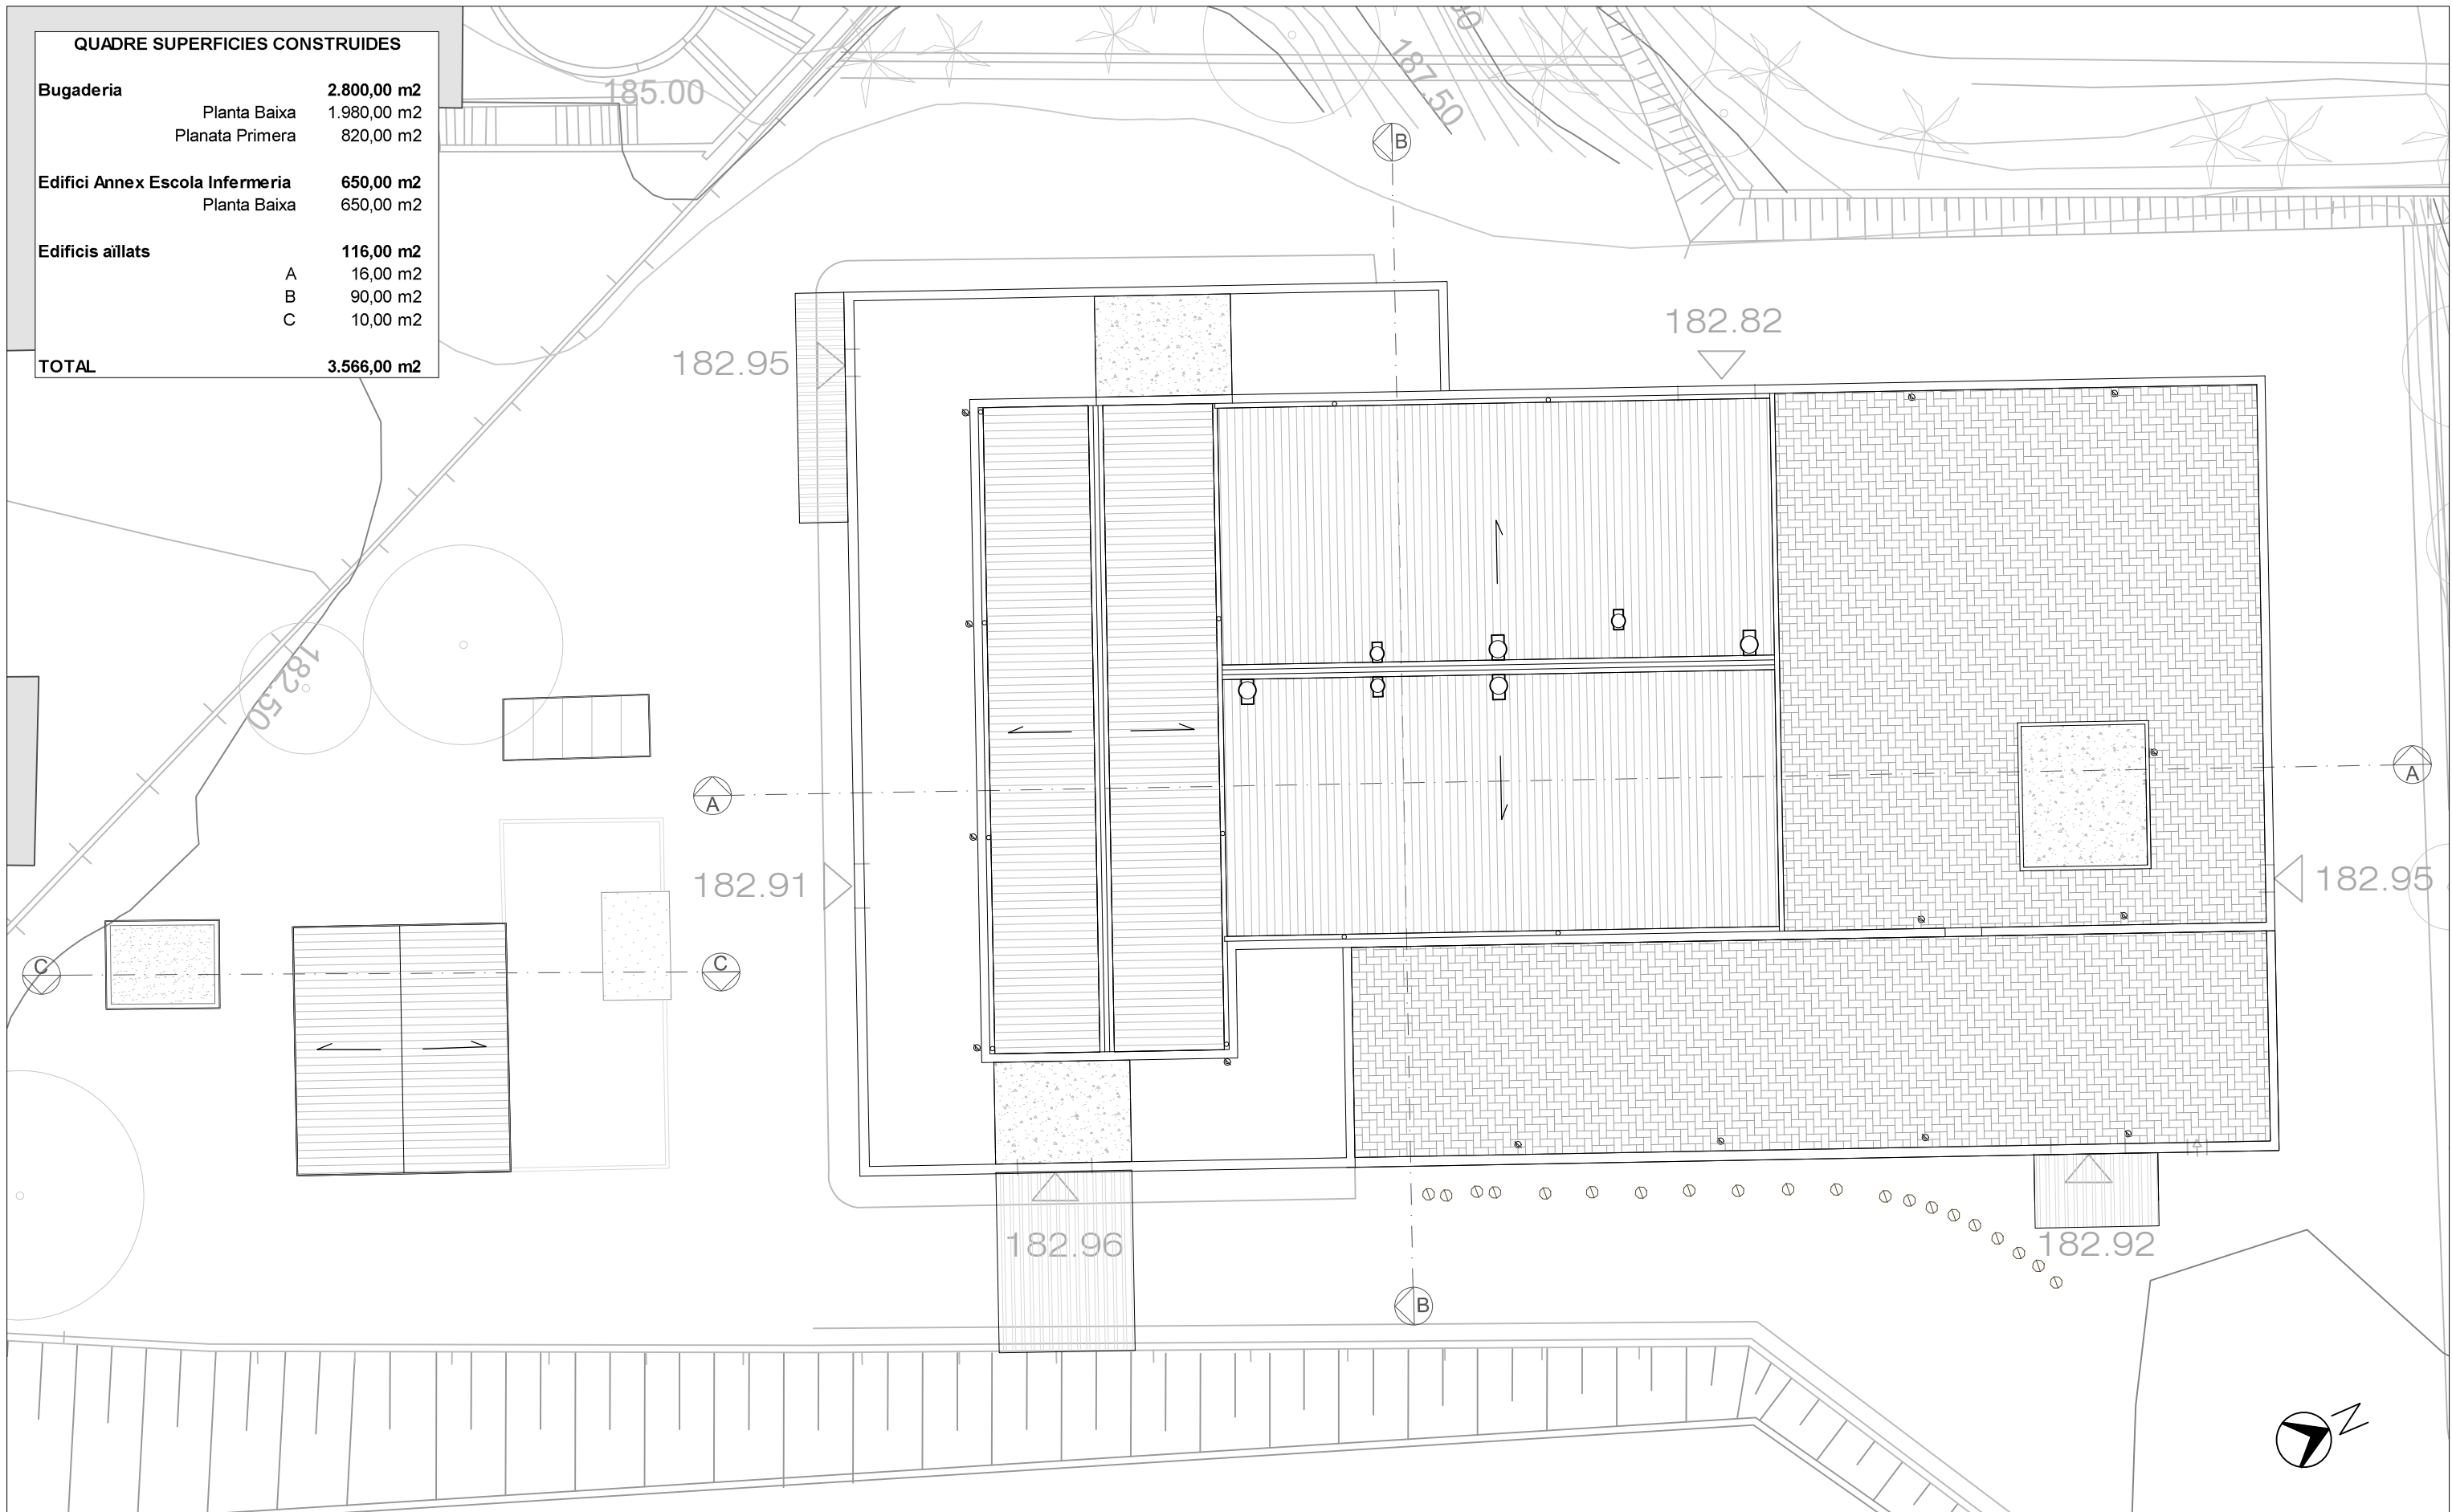 QUADRE SUPERFICIES CONSTRUIDES
Bugaderia 2.800,00 m2
Planta Baixa 1.980,00 m2
Planata Primera 820,00 m2
Edifici Annex Escola Infermeria 650,00 m2
Planta Baixa 650,00 m2
Edificis aïllats 116,00 m2
A 16,00 m2
B 90,00 m2
C 10,00 m2
TOTAL 3.566,00 m2
185.00
187.50
B
182.82
182.95
182.50
A
A
182.91
182.95
C
C
182.96
182.92
B
N